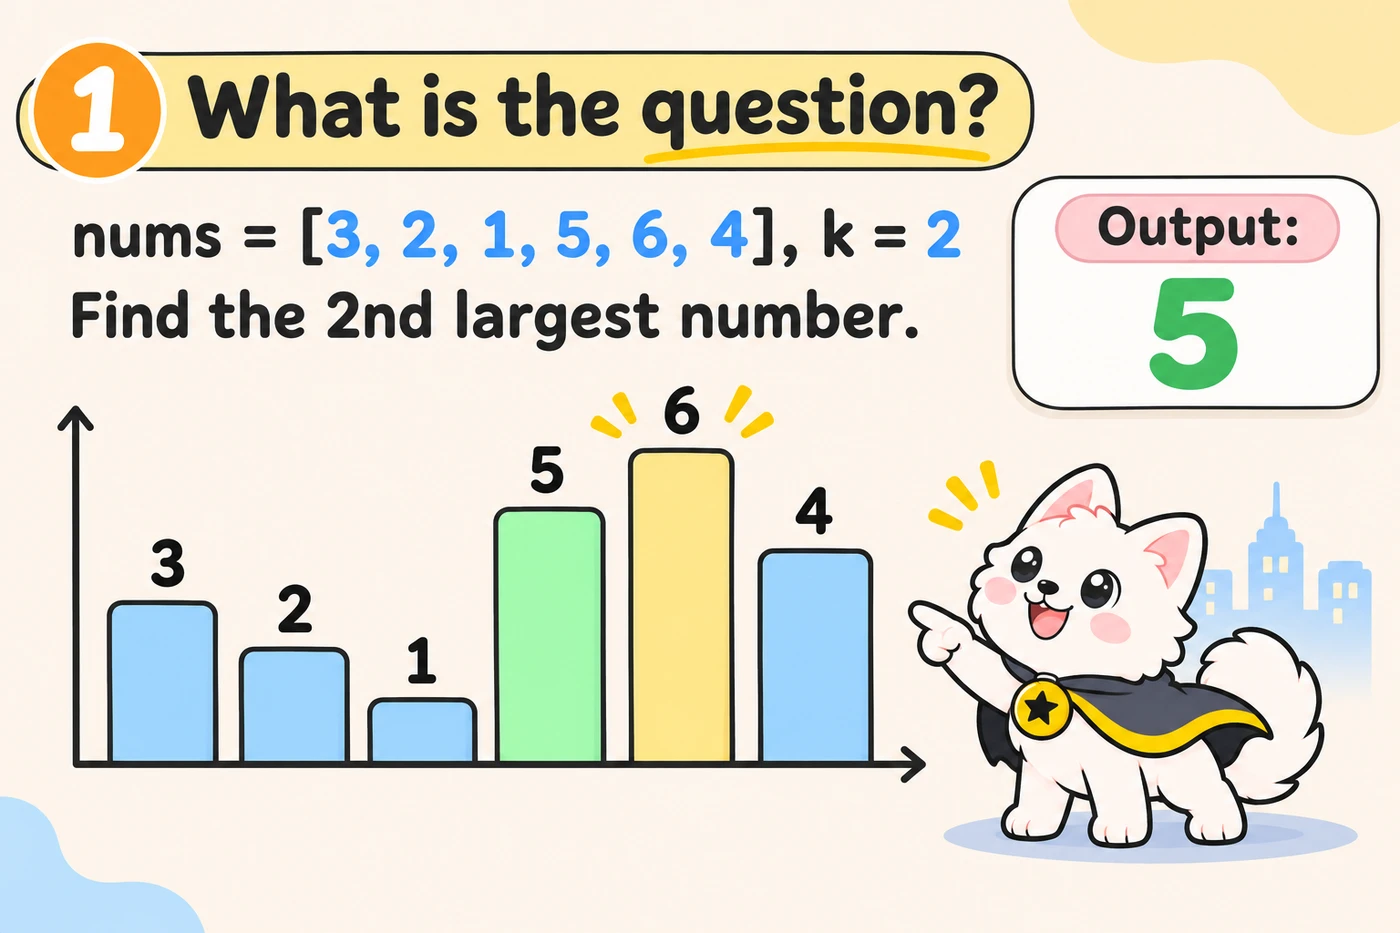 1 What is the question?
nums = [3, 2, 1, 5, 6, 4], k = 2
Find the 2nd largest number.
Output:
5
3
2
1
5
6
4